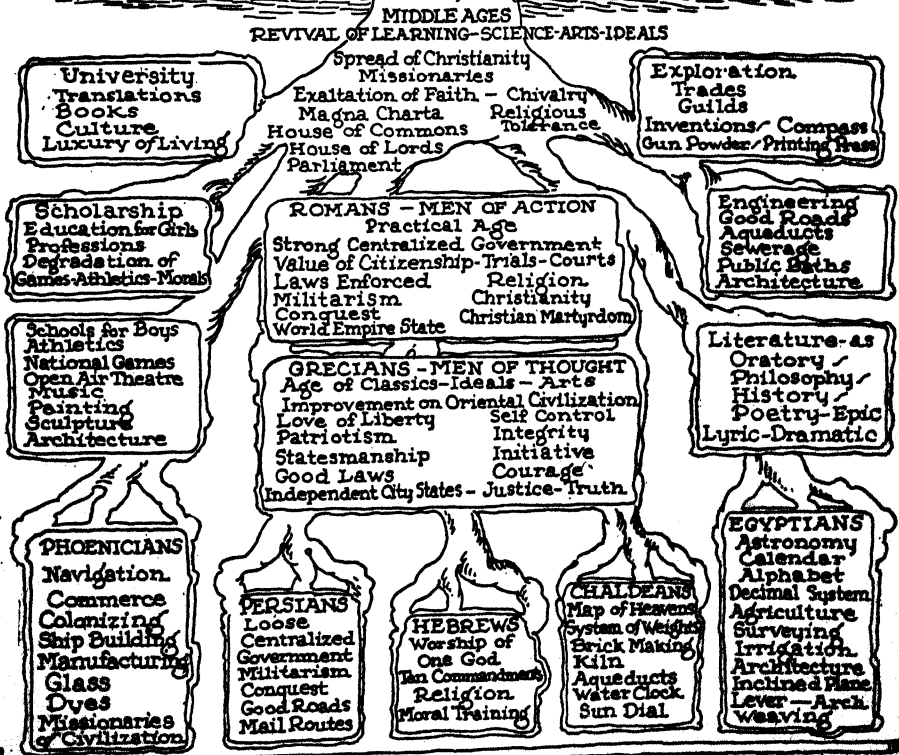 MIDDLE AGES
REVIVAL OF LEARNING-SCIENCE-ARTS-IDEALS
Spread of Christianity
Missionaries
Exaltation of Faith - Chivalry
Magna Charta
Religious
Tolerance
House of Commons
House of Lords
Parliament
University
Translations
Books
Culture
Luxury of Living
Exploration
Trades
Guilds
Inventions Compass
Gun Powder Printing Press
Scholarship
Education for Girls
Professions
Degradation of
Games-Athletics-Morals
ROMANS - MEN OF ACTION
Practical Age
Strong Centralized Government
Value of Citizenship-Trials-Courts
Laws Enforced
Militarism
Conquest
World Empire State
Religion
Christianity
Christian Martyrdom
Engineering
Good Roads
Aqueducts
Sewerage
Public Baths
Architecture
Schools for Boys
Athletics
National Games
Open Air Theatre
Music
Painting
Sculpture
Architecture
GRECIANS - MEN OF THOUGHT
Age of Classics-Ideals - Arts
Improvement on Oriental Civilization
Love of Liberty
Patriotism
Statesmanship
Good Laws
Self Control
Integrity
Initiative
Courage
Independent City States - Justice-Truth
Literature-as
Oratory
Philosophy
History
Poetry-Epic
Lyric-Dramatic
PHOENICIANS
Navigation
Commerce
Colonizing
Ship Building
Manufacturing
Glass
Dyes
Missionaries
of Civilization
PERSIANS
Loose
Centralized
Government
Militarism
Conquest
Good Roads
Mail Routes
HEBREWS
Worship of
One God
Ten Commandments
Religion
Moral Training
CHALDEANS
Map of Heavens
System of Weights
Brick Making
Kiln
Aqueducts
Water Clock
Sun Dial
EGYPTIANS
Astronomy
Calendar
Alphabet
Decimal System
Agriculture
Surveying
Irrigation
Architecture
Inclined Plane
Lever - Arch
Weaving